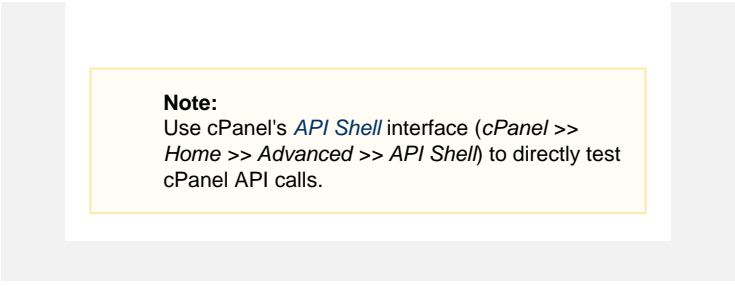 Note:
Use cPanel's API Shell interface (cPanel >>
Home >> Advanced >> API Shell) to directly test
cPanel API calls.